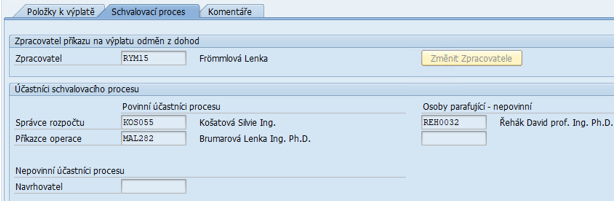 Položky k výplatě Schvalovací proces Komentáře
Zpracovatel příkazu na výplatu odměn z dohod
Zpracovatel RYM15 Frömmlová Lenka Změnit Zpracovatele
Účastníci schvalovacího procesu
Povinní účastníci procesu Osoby parafující - nepovinní
Správce rozpočtu KOS055 Košatová Silvie Ing. REH0032 Řehák David prof. Ing. Ph.D.
Příkazce operace MAL282 Brumarová Lenka Ing. Ph.D.
Nepovinní účastníci procesu
Navrhovatel